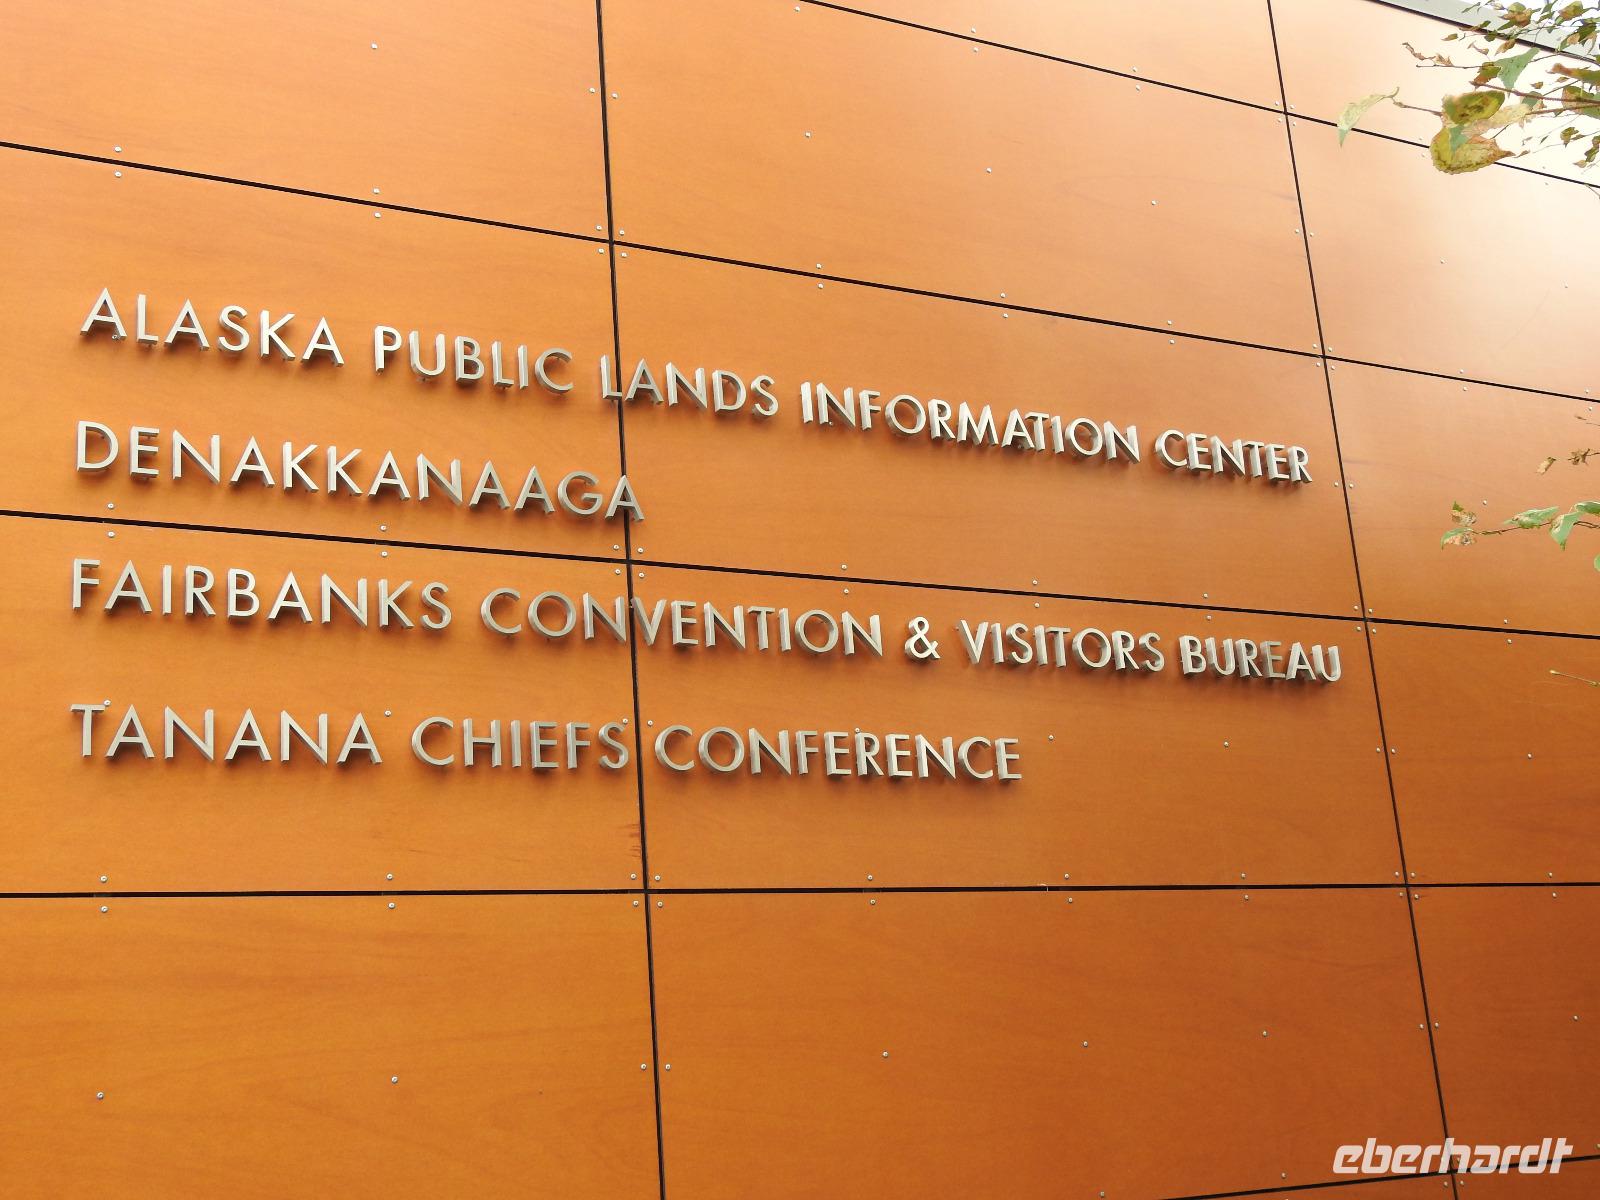 ALASKA PUBLIC LANDS INFORMATION CENTER
DENAKKANAAGA
FAIRBANKS CONVENTION & VISITORS BUREAU
TANANA CHIEFS CONFERENCE
eberhardt